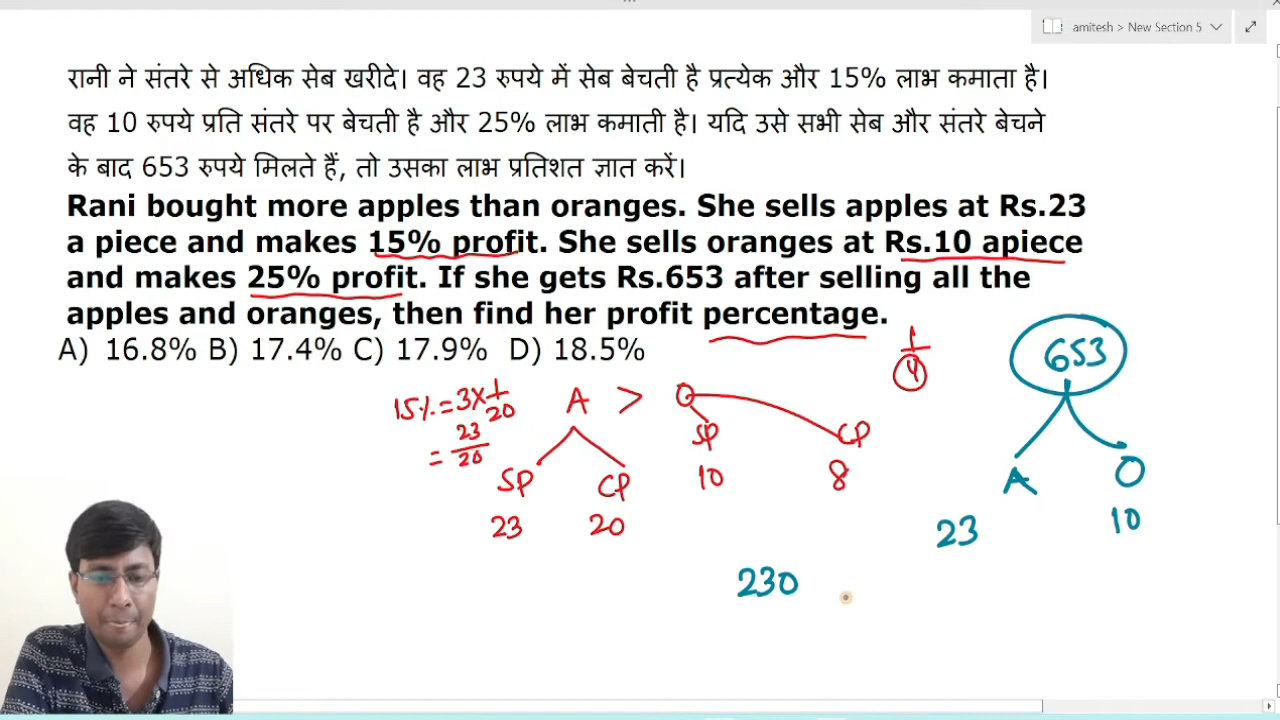 amitesh > New Section 5
रानी ने संतरे से अधिक सेब खरीदे। वह 23 रुपये में सेब बेचती है प्रत्येक और 15% लाभ कमाता है।
वह 10 रुपये प्रति संतरे पर बेचती है और 25% लाभ कमाती है। यदि उसे सभी सेब और संतरे बेचने
के बाद 653 रुपये मिलते हैं, तो उसका लाभ प्रतिशत ज्ञात करें।
Rani bought more apples than oranges. She sells apples at Rs.23
a piece and makes 15% profit. She sells oranges at Rs.10 apiece
and makes 25% profit. If she gets Rs.653 after selling all the
apples and oranges, then find her profit percentage.
A) 16.8% B) 17.4% C) 17.9% D) 18.5%
1/4
653
15% = 3 x 1/20
A > O
= 23/20
SP CP
SP CP
10 8
A O
23 20
23 10
230